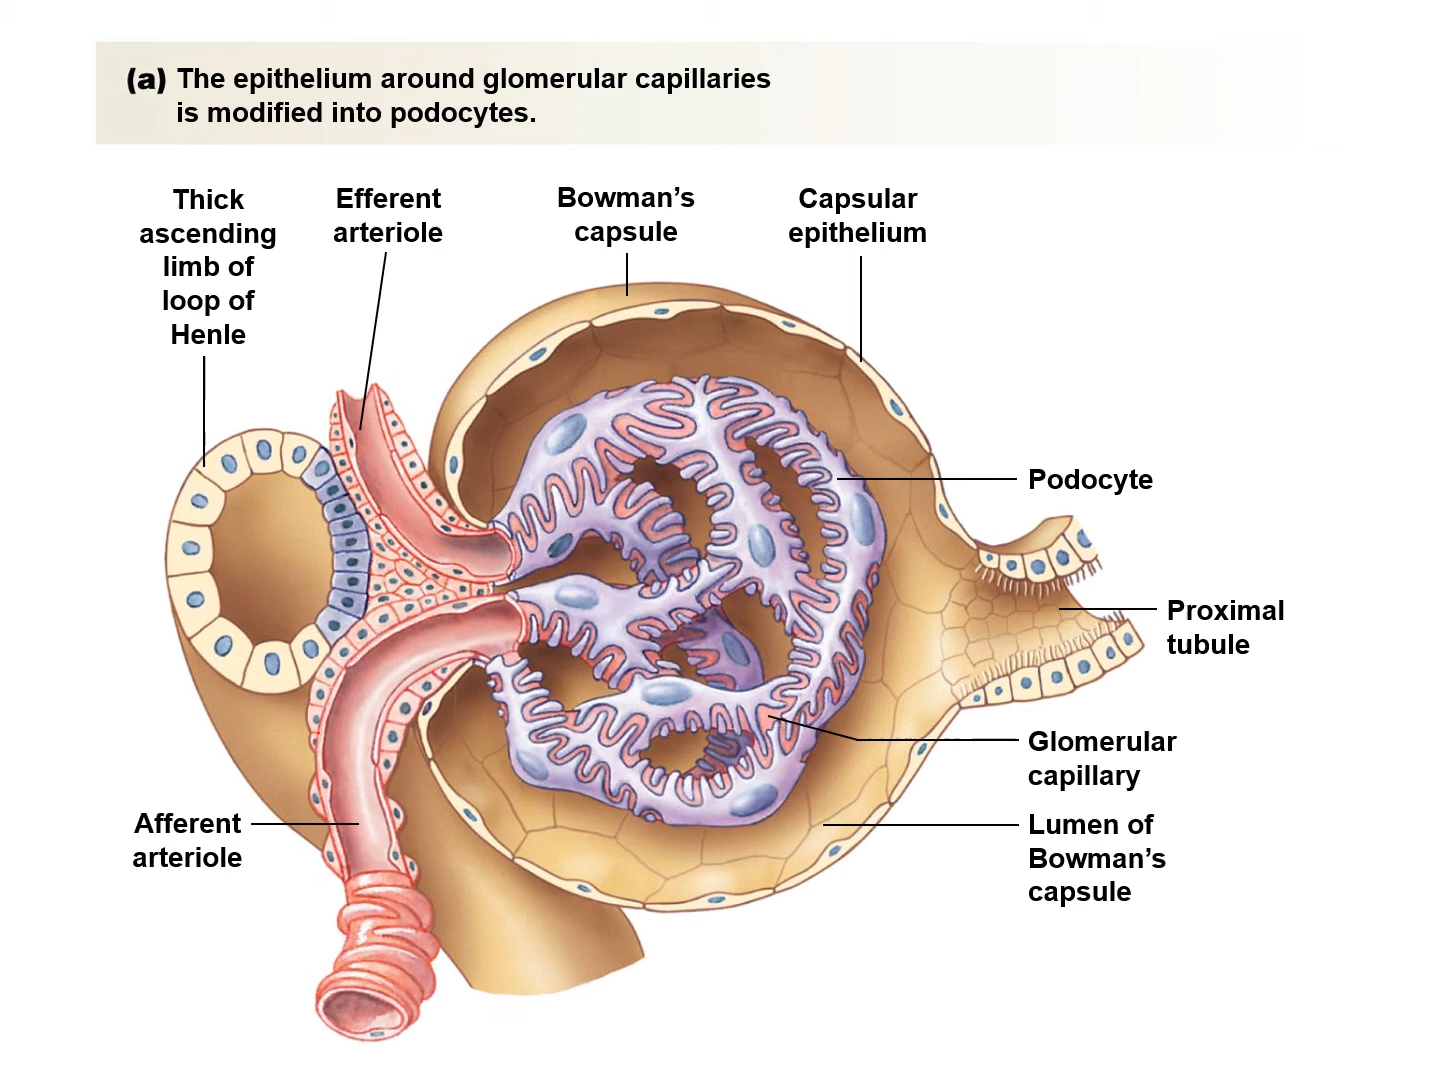 (a) The epithelium around glomerular capillaries
is modified into podocytes.
Thick
ascending
limb of
loop of
Henle
Efferent
arteriole
Bowman’s
capsule
Capsular
epithelium
Podocyte
Proximal
tubule
Glomerular
capillary
Afferent
arteriole
Lumen of
Bowman’s
capsule